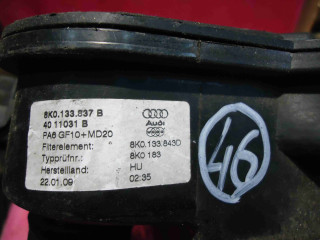 8K0.133.837 B
40 11031 B
PA6 GF10+MD20
Audi
Filterelement: 8K0.133.843D
Typprüfnr.: 8K0 183
Herstelland: HU
22.01.09 02:35
46